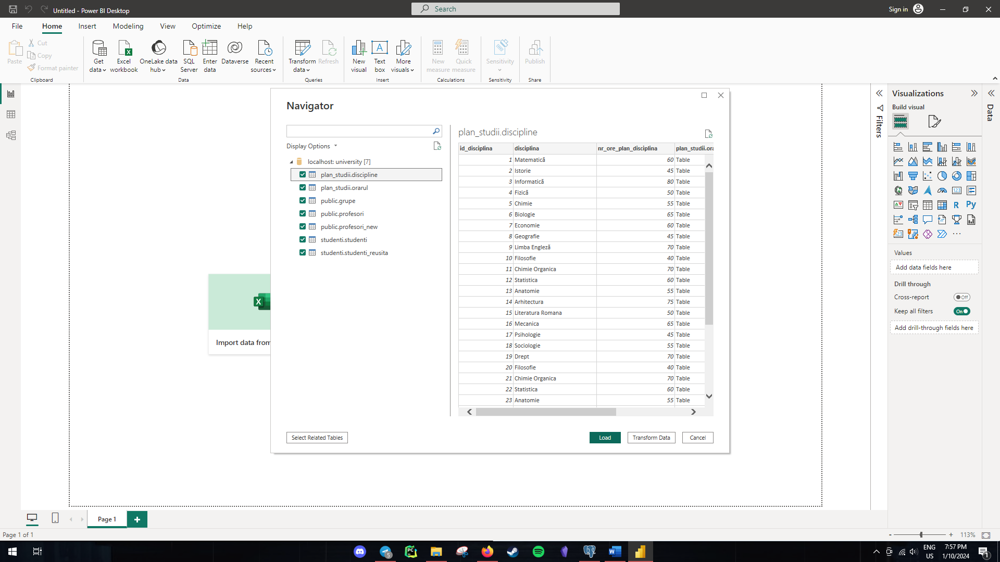 Untitled - Power BI Desktop
Search
Sign in
File Home Insert Modeling View Optimize Help
Paste
Cut
Copy
Format painter
Clipboard
Get data
Excel workbook
OneLake data hub
SQL Server
Enter data
Dataverse
Recent sources
Data
Transform data
Refresh
Queries
New visual
Text box
More visuals
Insert
New measure
Quick measure
Calculations
Sensitivity
Sensitivity
Publish
Share
Navigator
Display Options
localhost: university [7]
plan_studii.discipline
plan_studii.orarul
public.grupe
public.profesori
public.profesori_new
studenti.studenti
studenti.studenti_reusita
plan_studii.discipline
id_disciplina disciplina nr_ore_plan_disciplina plan_studii.ora
1 Matematică 60 Table
2 Istorie 45 Table
3 Informatică 80 Table
4 Fizică 50 Table
5 Chimie 55 Table
6 Biologie 65 Table
7 Economie 60 Table
8 Geografie 45 Table
9 Limba Engleză 70 Table
10 Filosofie 40 Table
11 Chimie Organica 70 Table
12 Statistica 60 Table
13 Anatomie 55 Table
14 Arhitectura 75 Table
15 Literatura Romana 50 Table
16 Mecanica 65 Table
17 Psihologie 45 Table
18 Sociologie 55 Table
19 Drept 70 Table
20 Filosofie 40 Table
21 Chimie Organica 70 Table
22 Statistica 60 Table
23 Anatomie 55 Table
Select Related Tables
Load
Transform Data
Cancel
Import data from
Filters
Visualizations
Build visual
123
R
Py
123
Values
Add data fields here
Drill through
Cross-report Off
Keep all filters On
Add drill-through fields here
Data
Page 1
Page 1 of 1
- + 113%
5
PC
W
ENG
US
7:57 PM
1/10/2024
1